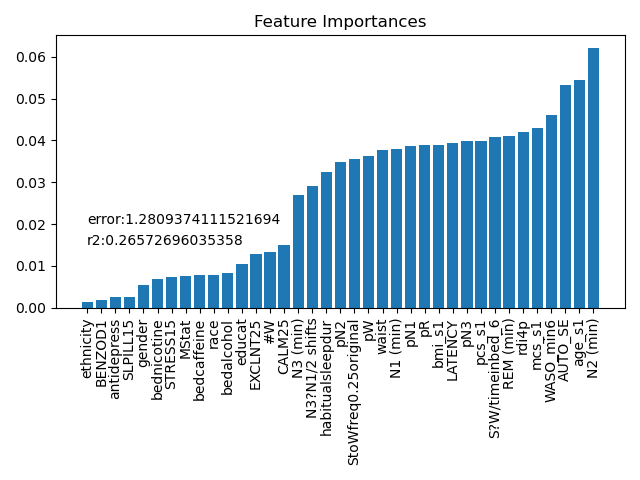 Feature Importances
0.06
0.05
0.04
0.03
0.02
0.01
0.00
error:1.2809374111521694
r2:0.26572696035358
ethnicity
BENZOD1
antidepress
SLPILL15
gender
bednicotine
STRESS15
MStat
bedcaffeine
race
bedalcohol
educat
EXCLNT25
#W
CALM25
N3 (min)
N3?N1/2 shifts
habitualsleepdur
pN2
StoWfreq0.25original
pW
waist
N1 (min)
pN1
pR
bmi_s1
LATENCY
pN3
pcs_s1
S?W/timeinbed_6
REM (min)
rdi4p
mcs_s1
WASO_min6
AUTO_SE
age_s1
N2 (min)